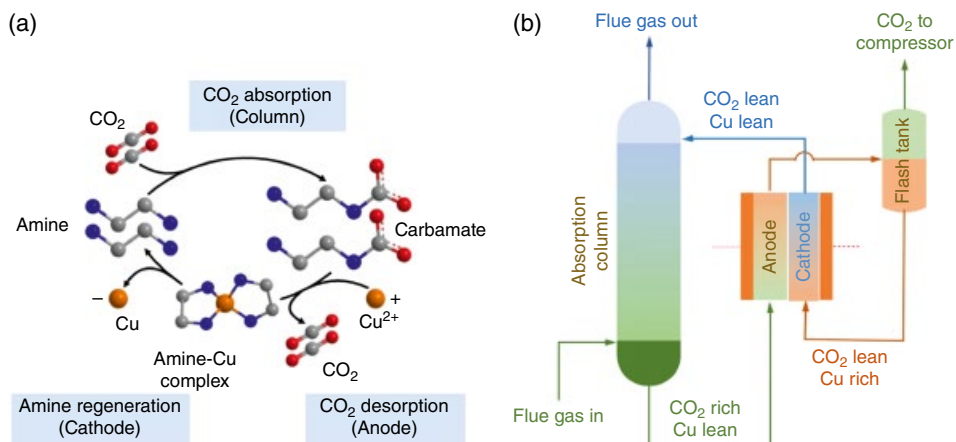 (a)
CO₂ absorption
(Column)
CO₂
Amine
Carbamate
−
Cu
+
Cu²⁺
Amine-Cu
complex
CO₂
Amine regeneration
(Cathode)
CO₂ desorption
(Anode)
(b)
Flue gas out
CO₂ to
compressor
CO₂ lean
Cu lean
Flash tank
Absorption
column
Anode
Cathode
CO₂ lean
Cu rich
Flue gas in
CO₂ rich
Cu lean